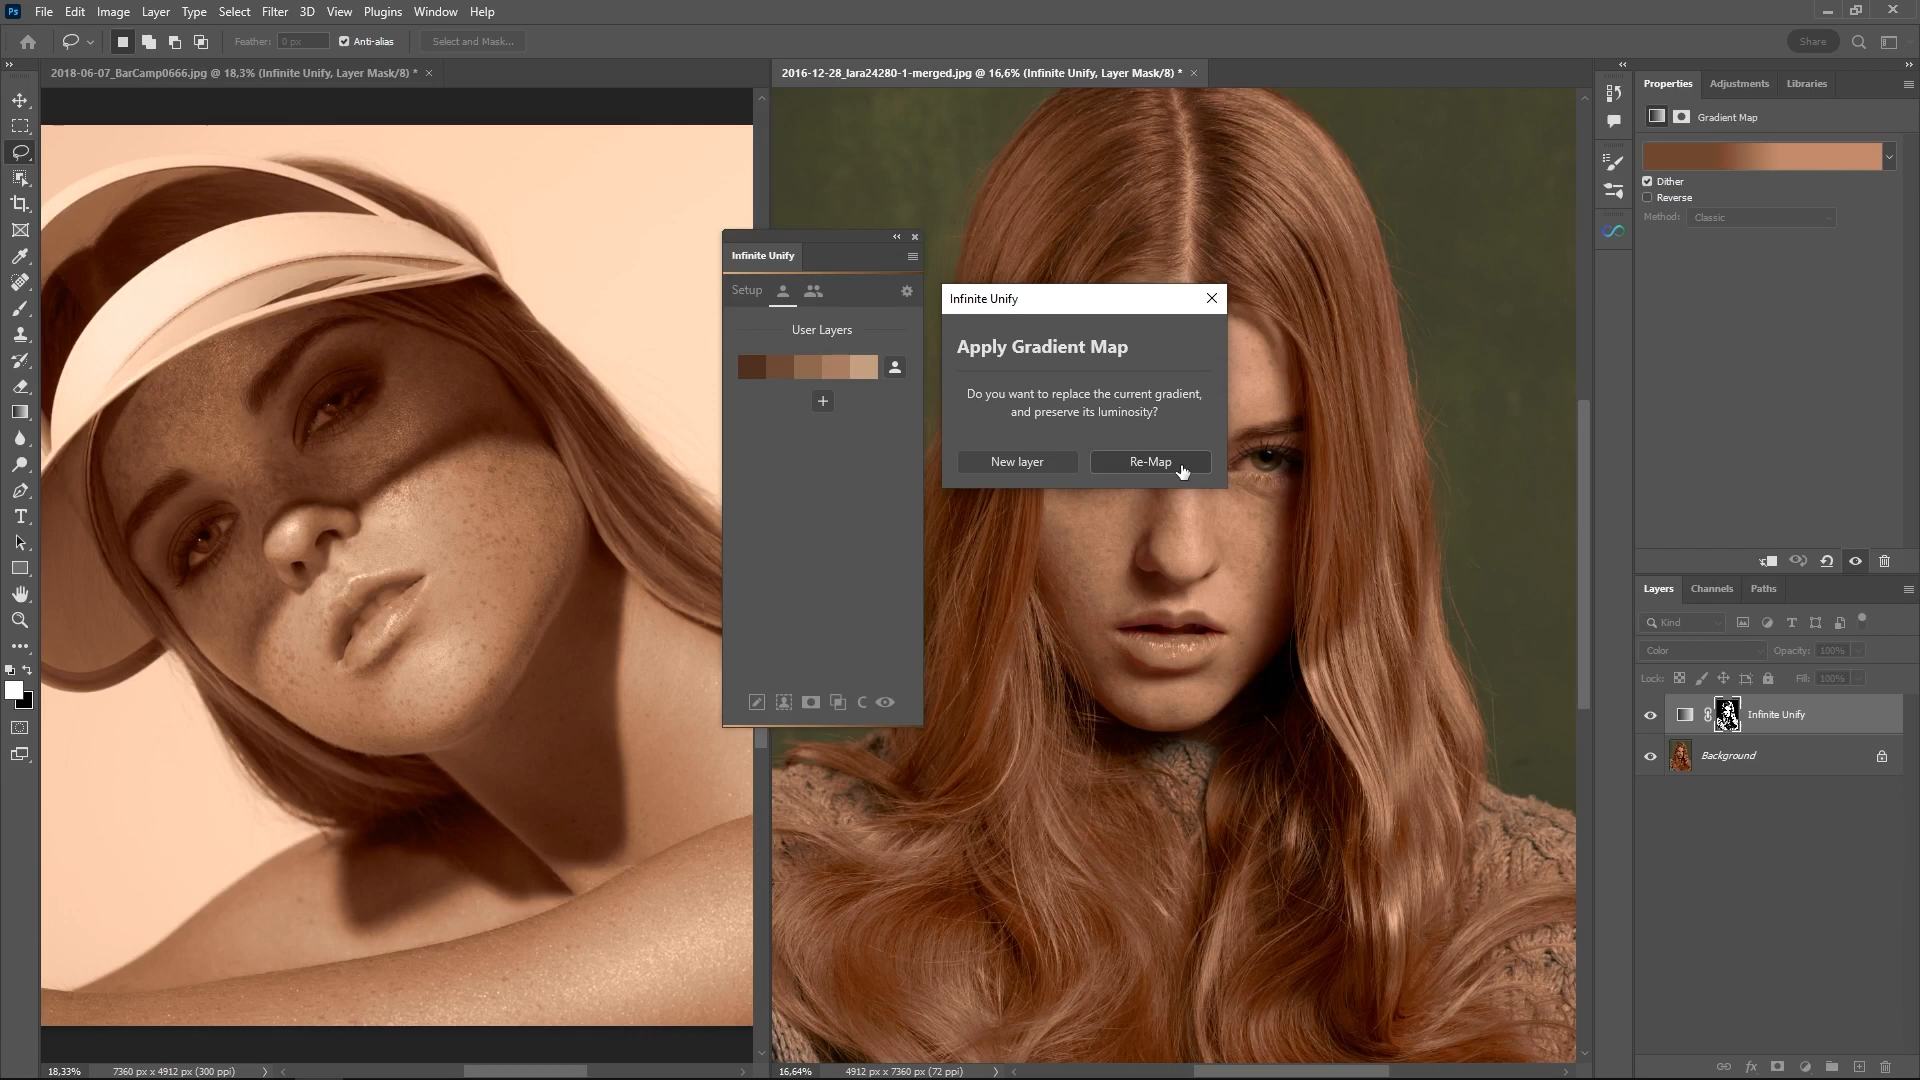 Ps File Edit Image Layer Type Select Filter 3D View Plugins Window Help
Feather: 0 px Anti-alias Select and Mask... Share
2018-06-07_BarCamp0666.jpg @ 18,3% (Infinite Unify, Layer Mask/8) * ×
2016-12-28_lara24280-1-merged.jpg @ 16,6% (Infinite Unify, Layer Mask/8) * ×
Infinite Unify
Setup
User Layers
+
Infinite Unify
Apply Gradient Map
Do you want to replace the current gradient,
and preserve its luminosity?
New layer Re-Map
Properties Adjustments Libraries
Gradient Map
Dither
Reverse
Method: Classic
Layers Channels Paths
Kind
Color Opacity: 100%
Lock: Fill: 100%
Infinite Unify
Background
fx
18,33% 7360 px x 4912 px (300 ppi)
16,64% 4912 px x 7360 px (72 ppi)